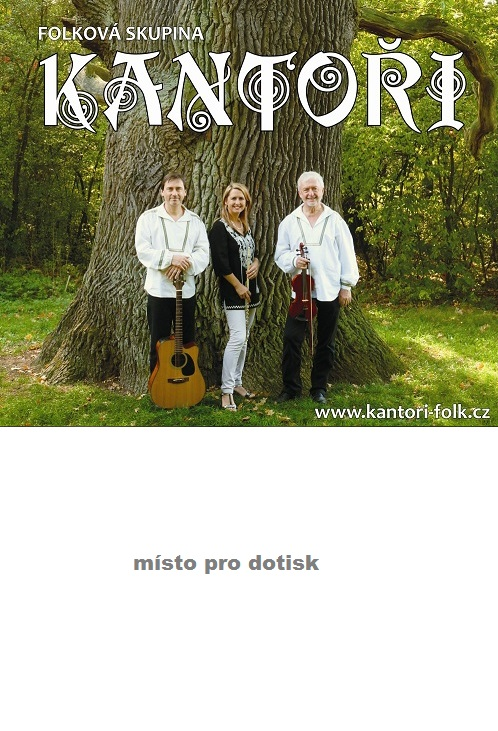 FOLKOVÁ SKUPINA
KANTOŘI
www.kantori-folk.cz
místo pro dotisk